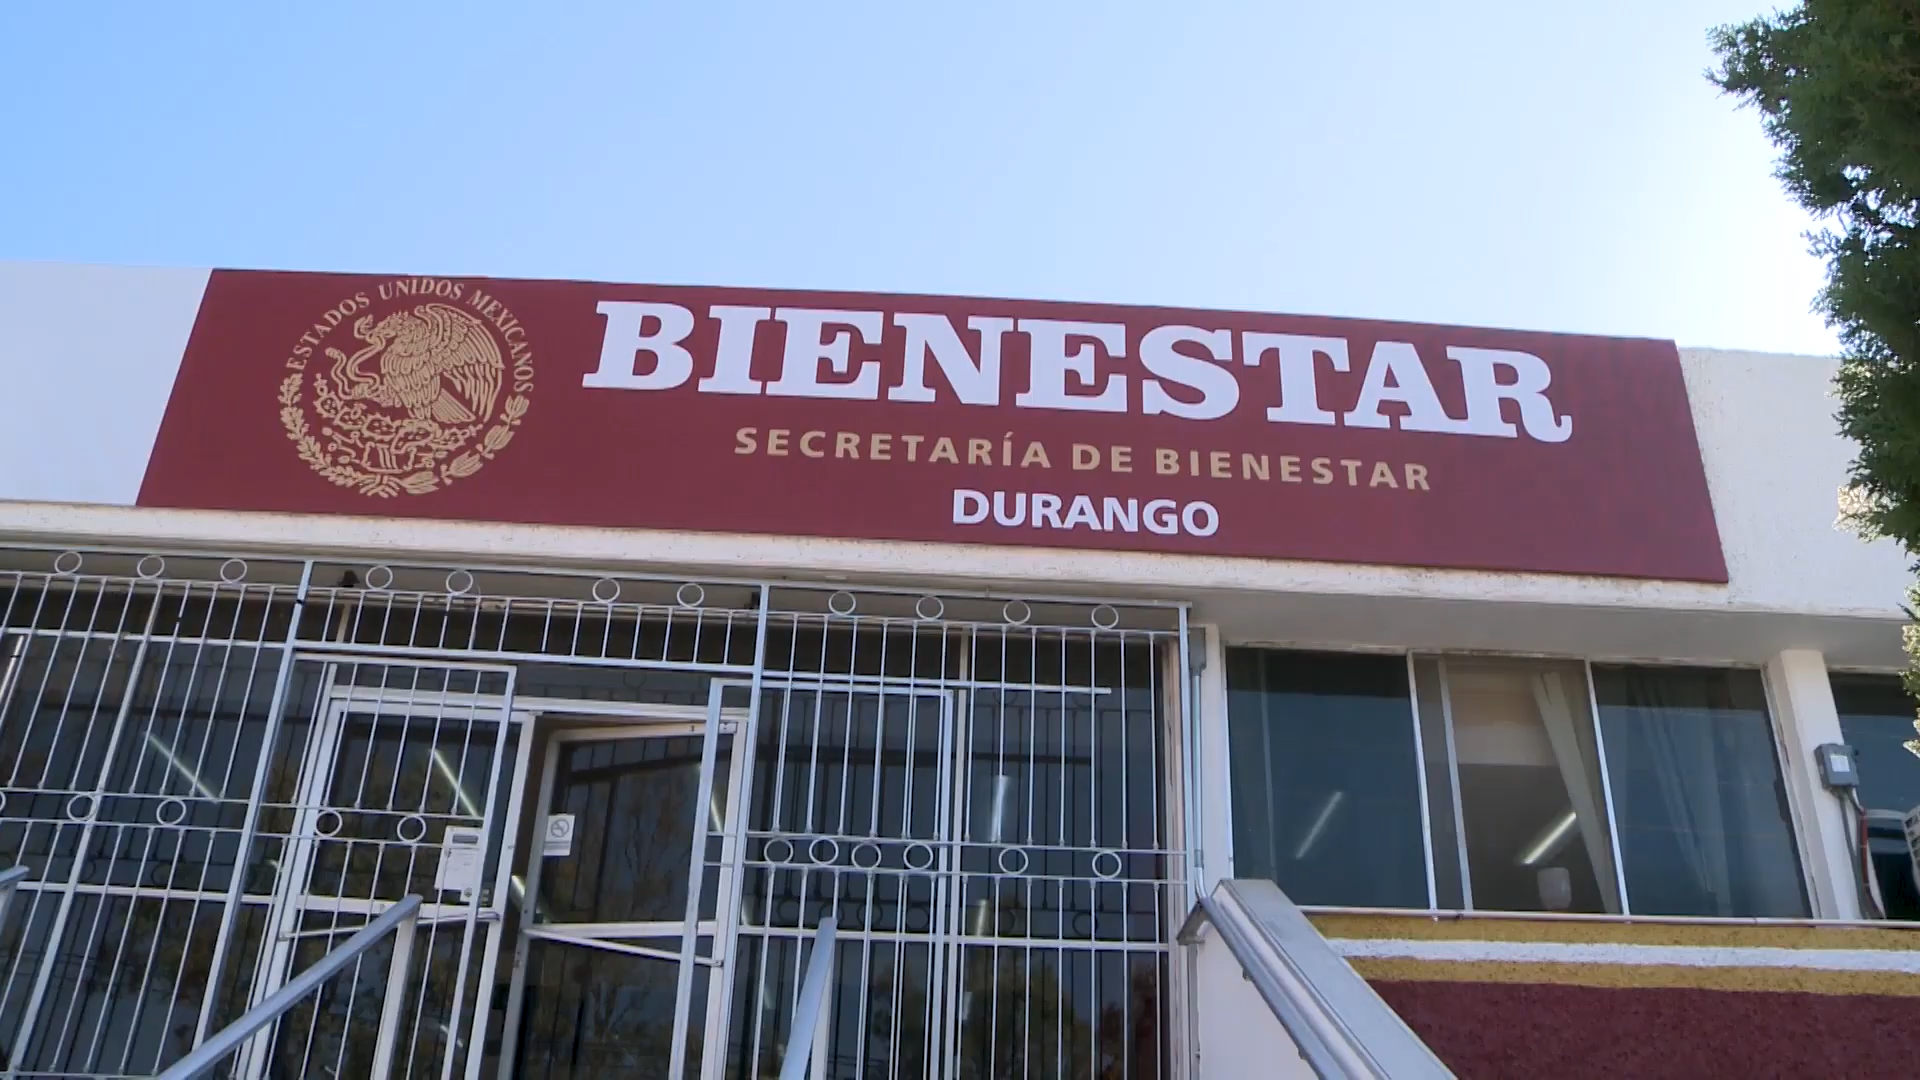 ESTADOS UNIDOS MEXICANOS
BIENESTAR
SECRETARÍA DE BIENESTAR
DURANGO